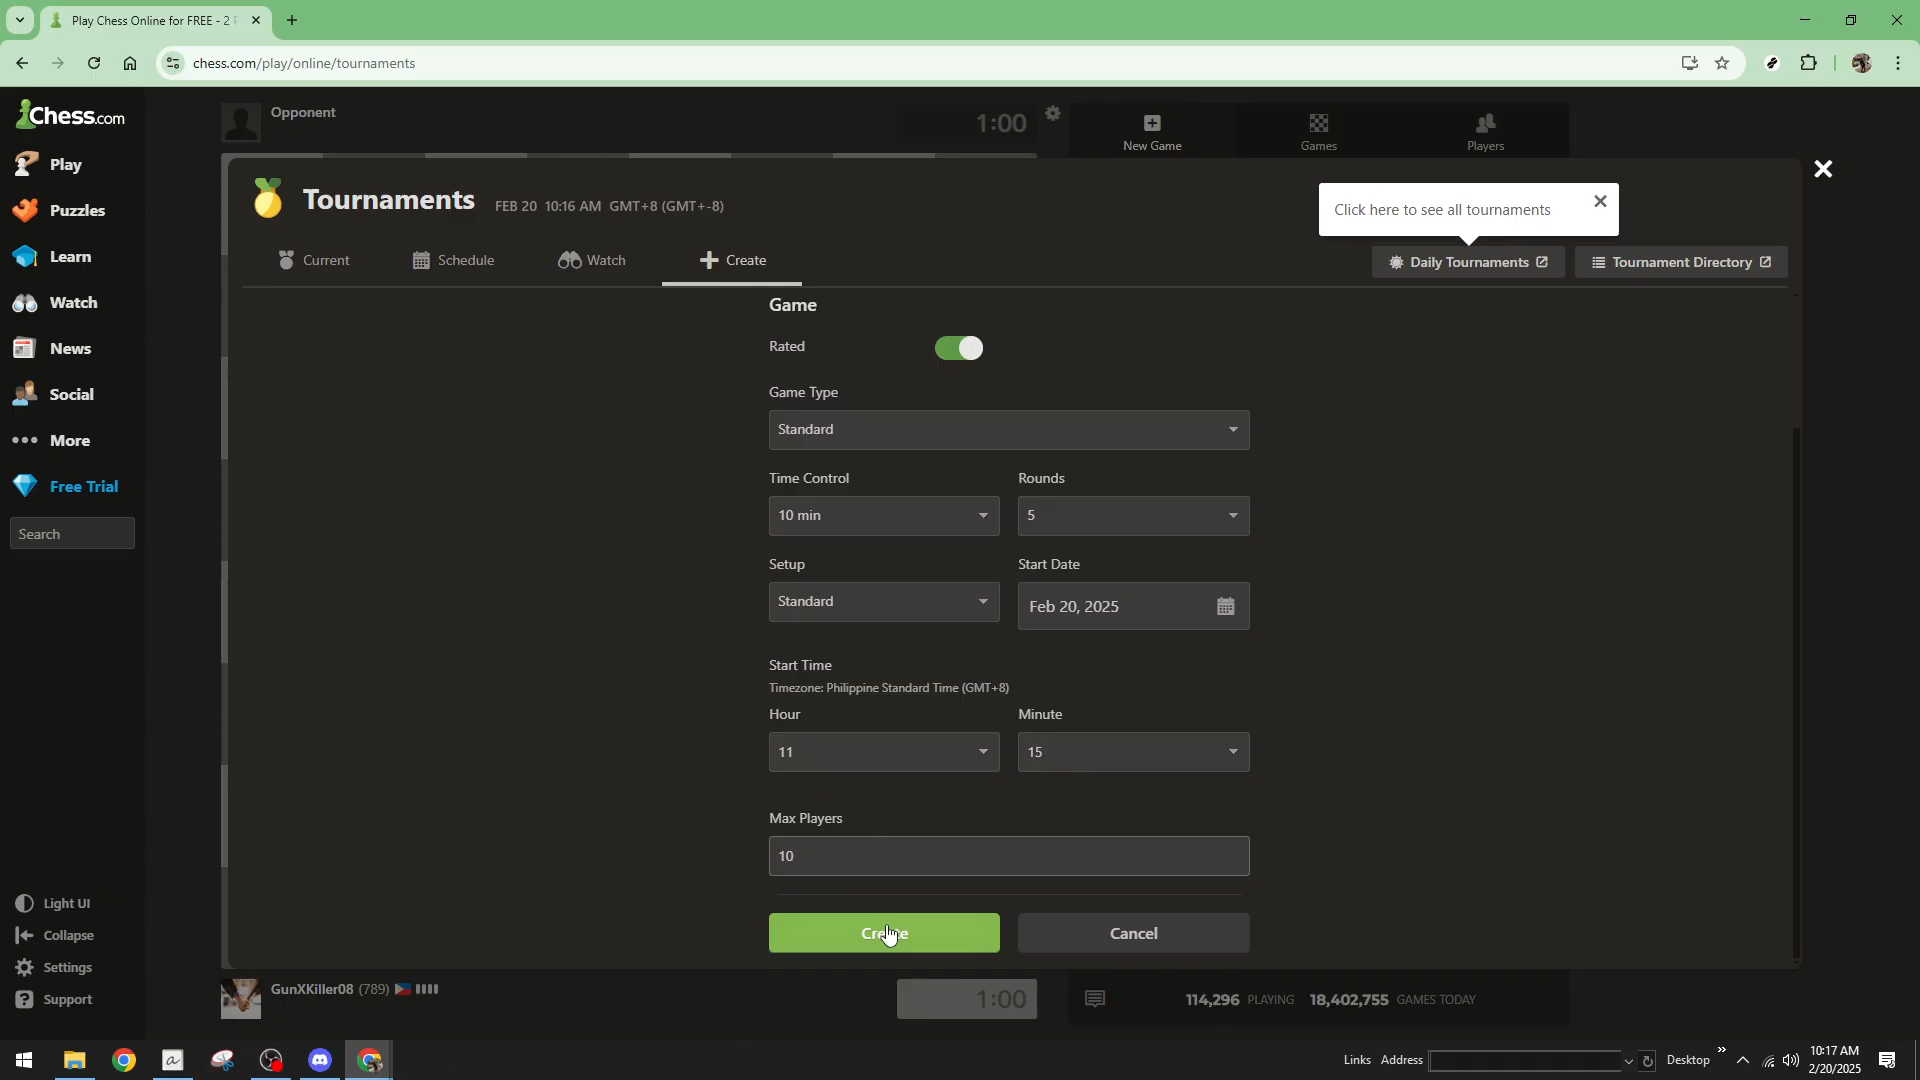 Play Chess Online for FREE - 2 P
chess.com/play/online/tournaments
Chess.com
Play
Puzzles
Learn
Watch
News
Social
More
Free Trial
Search
Light UI
Collapse
Settings
Support
Opponent
1:00
New Game
Games
Players
Tournaments
FEB 20 10:16 AM GMT+8 (GMT+-8)
Click here to see all tournaments
Current
Schedule
Watch
Create
Daily Tournaments
Tournament Directory
Game
Rated
Game Type
Standard
Time Control
Rounds
10 min
5
Setup
Start Date
Standard
Feb 20, 2025
Start Time
Timezone: Philippine Standard Time (GMT+8)
Hour
Minute
11
15
Max Players
10
Create
Cancel
GunXKiller08 (789)
1:00
114,296 PLAYING 18,402,755 GAMES TODAY
Links Address
Desktop
10:17 AM
2/20/2025